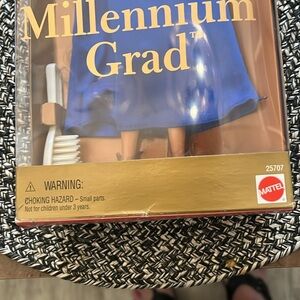 Millennium
Grad™
25707
⚠ WARNING:
CHOKING HAZARD – Small parts.
Not for children under 3 years.
MATTEL